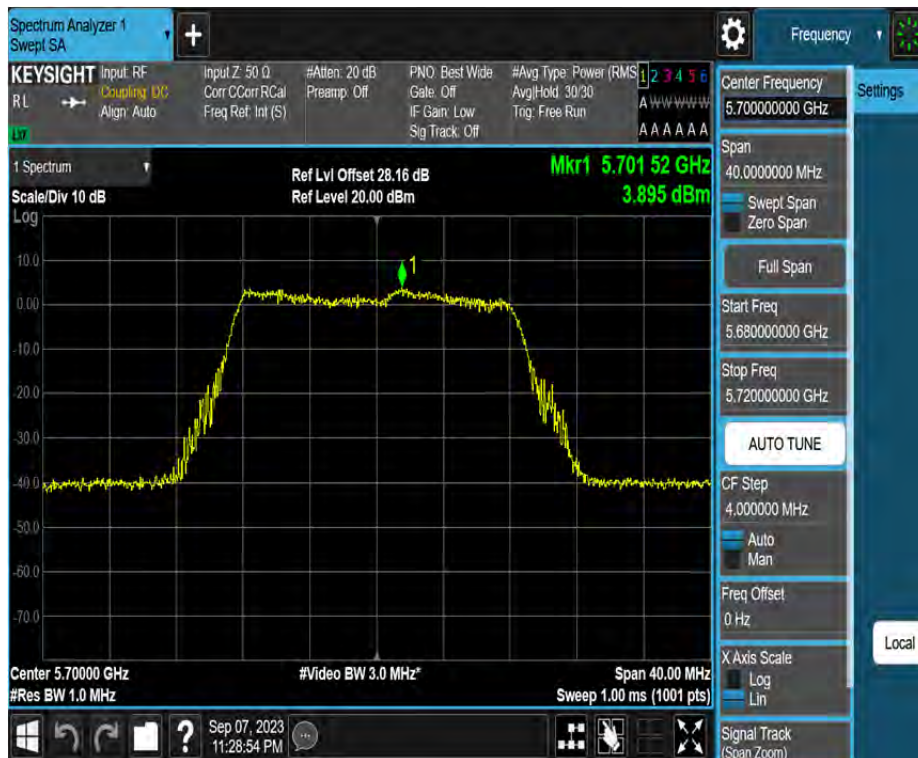 Spectrum Analyzer 1
Swept SA
+
Frequency
KEYSIGHT
RL
LXI
Input: RF
Coupling: DC
Align: Auto
Input Z: 50 Ω
Corr CCorr RCal
Freq Ref: Int (S)
#Atten: 20 dB
Preamp: Off
PNO: Best Wide
Gate: Off
IF Gain: Low
Sig Track: Off
#Avg Type: Power (RMS
Avg|Hold: 30/30
Trig: Free Run
1 2 3 4 5 6
A W W W W W
A A A A A A
1 Spectrum
Scale/Div 10 dB
Log
Ref Lvl Offset 28.16 dB
Ref Level 20.00 dBm
Mkr1 5.701 52 GHz
3.895 dBm
1
10.0
0.00
-10.0
-20.0
-30.0
-40.0
-50.0
-60.0
-70.0
Center 5.70000 GHz
#Res BW 1.0 MHz
#Video BW 3.0 MHz*
Span 40.00 MHz
Sweep 1.00 ms (1001 pts)
Center Frequency
5.700000000 GHz
Span
40.0000000 MHz
Swept Span
Zero Span
Full Span
Start Freq
5.680000000 GHz
Stop Freq
5.720000000 GHz
AUTO TUNE
CF Step
4.000000 MHz
Auto
Man
Freq Offset
0 Hz
X Axis Scale
Log
Lin
Signal Track
(Span Zoom)
Settings
Local
?
Sep 07, 2023
11:28:54 PM